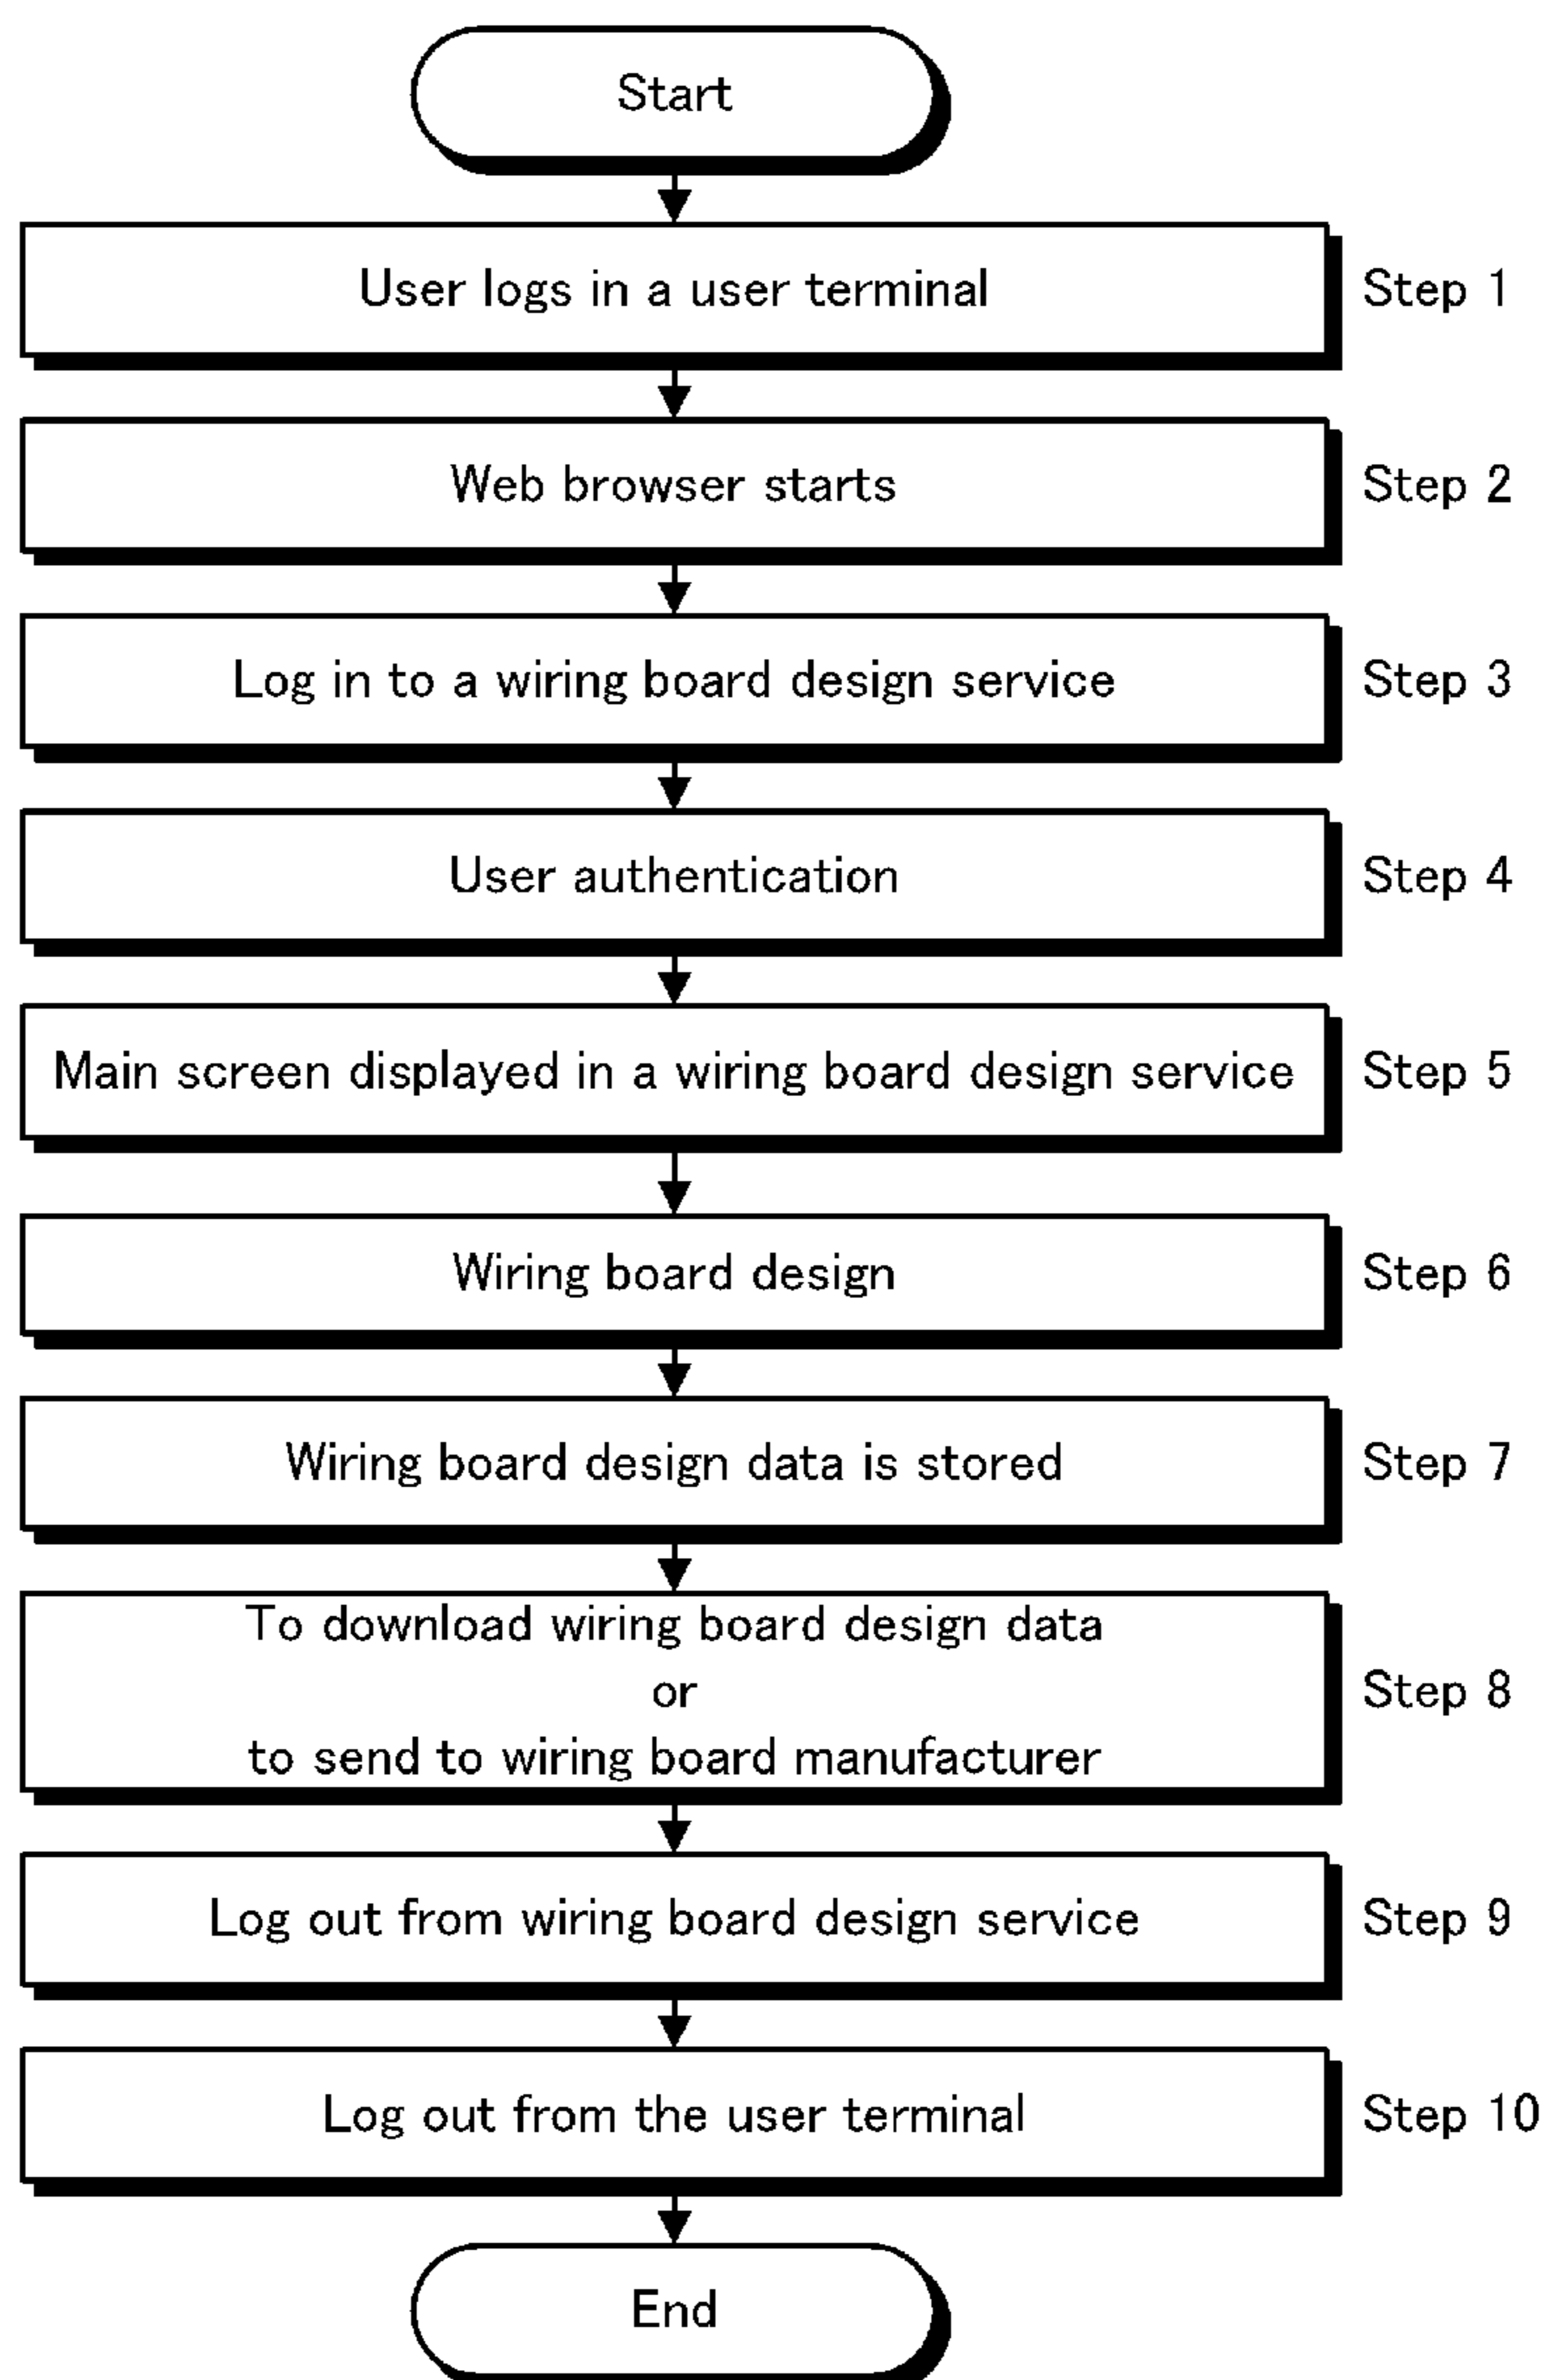 Start
User logs in a user terminal
Step 1
Web browser starts
Step 2
Log in to a wiring board design service
Step 3
User authentication
Step 4
Main screen displayed in a wiring board design service
Step 5
Wiring board design
Step 6
Wiring board design data is stored
Step 7
To download wiring board design data
or
to send to wiring board manufacturer
Step 8
Log out from wiring board design service
Step 9
Log out from the user terminal
Step 10
End